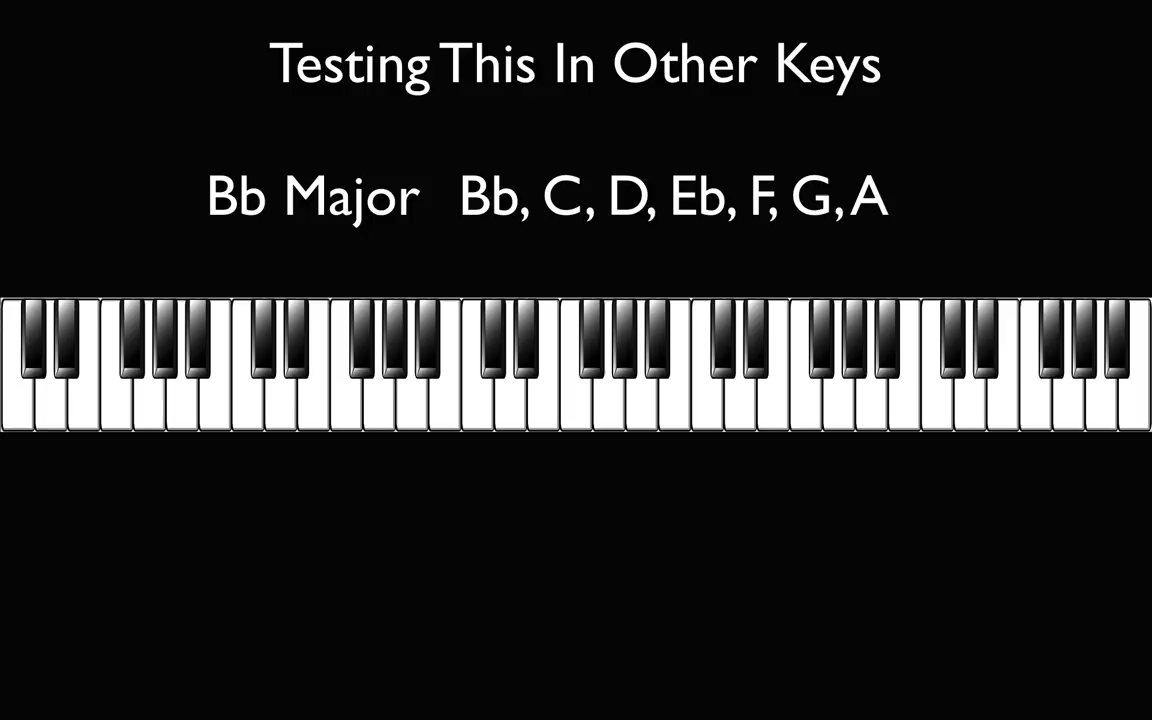 Testing This In Other Keys
Bb Major Bb, C, D, Eb, F, G, A